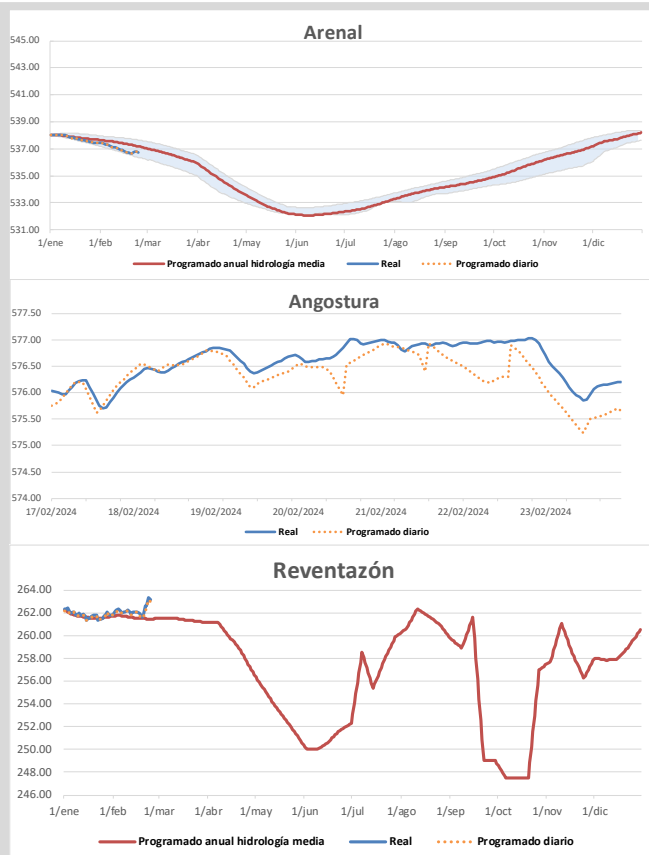 Arenal
545.00
543.00
541.00
539.00
537.00
535.00
533.00
531.00
1/ene 1/feb 1/mar 1/abr 1/may 1/jun 1/jul 1/ago 1/sep 1/oct 1/nov 1/dic
Programado anual hidrología media Real Programado diario
Angostura
577.50
577.00
576.50
576.00
575.50
575.00
574.50
574.00
17/02/2024 18/02/2024 19/02/2024 20/02/2024 21/02/2024 22/02/2024 23/02/2024
Real Programado diario
Reventazón
264.00
262.00
260.00
258.00
256.00
254.00
252.00
250.00
248.00
246.00
1/ene 1/feb 1/mar 1/abr 1/may 1/jun 1/jul 1/ago 1/sep 1/oct 1/nov 1/dic
Programado anual hidrología media Real Programado diario